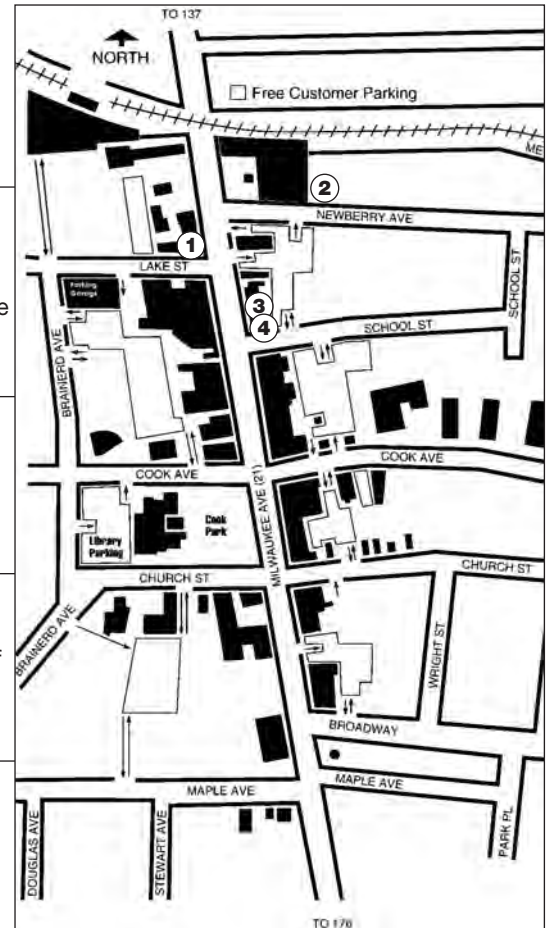 TO 137
NORTH
Free Customer Parking
ME
2
NEWBERRY AVE
1
LAKE ST
SCHOOL ST
Parking
Garage
3
4
e
SCHOOL ST
BRAINERD AVE
COOK AVE
COOK AVE
MILWAUKEE AVE (21)
Cook
Park
Library
Parking
CHURCH ST
CHURCH ST
BRAINERD AVE
WRIGHT ST
BROADWAY
MAPLE AVE
MAPLE AVE
DOUGLAS AVE
STEWART AVE
PARK PL
TO 176